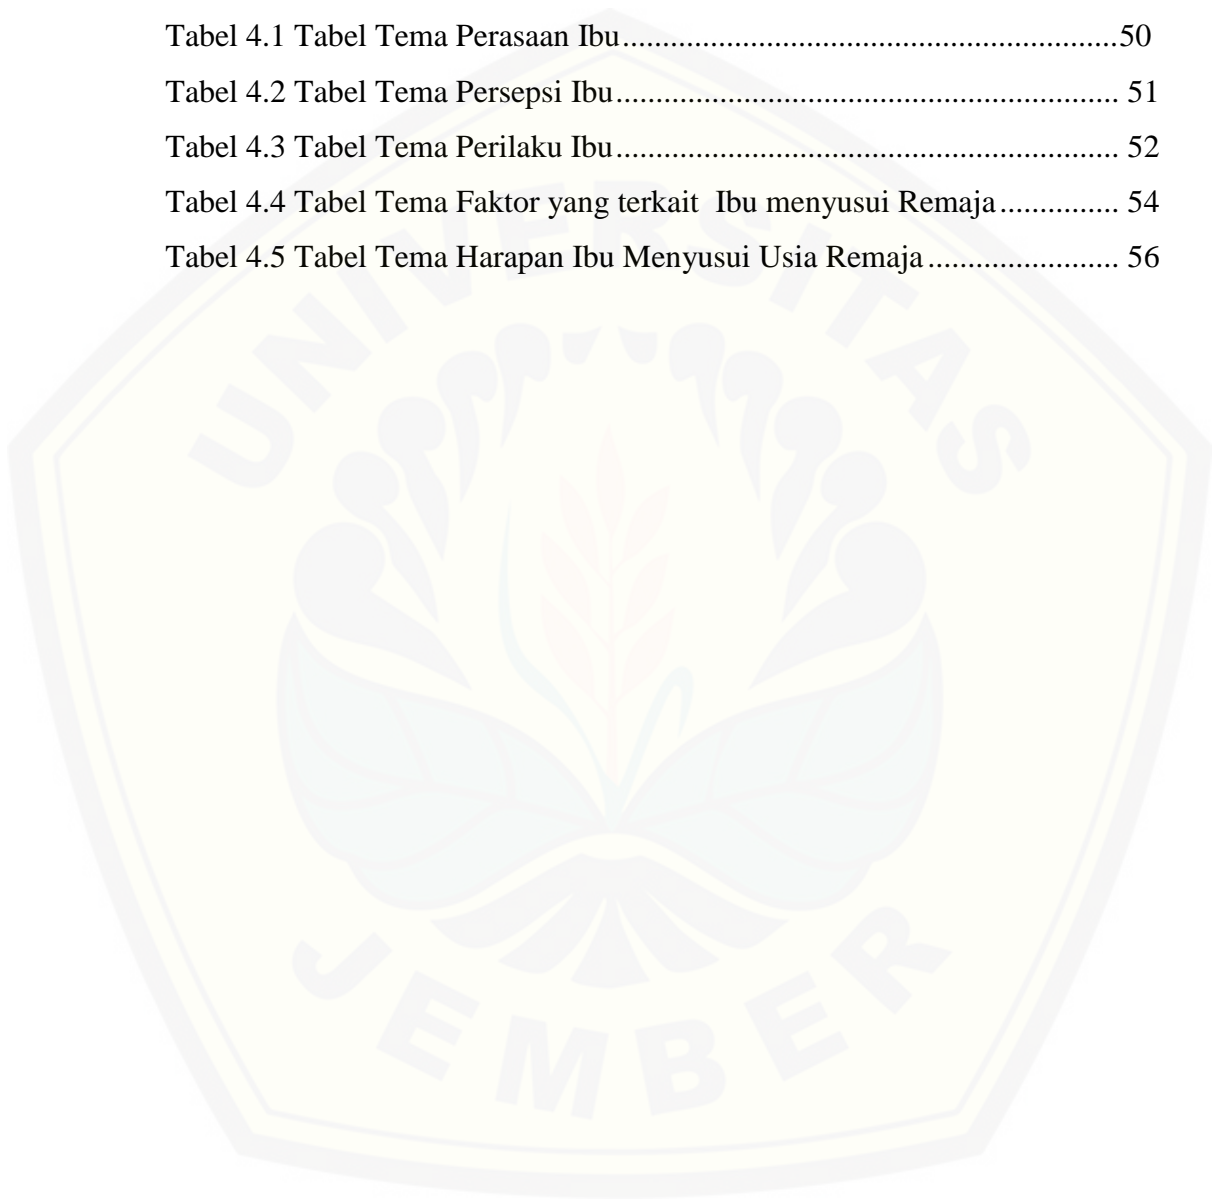 Tabel 4.1 Tabel Tema Perasaan Ibu.............................................................50
Tabel 4.2 Tabel Tema Persepsi Ibu.............................................................. 51
Tabel 4.3 Tabel Tema Perilaku Ibu.............................................................. 52
Tabel 4.4 Tabel Tema Faktor yang terkait  Ibu menyusui Remaja............... 54
Tabel 4.5 Tabel Tema Harapan Ibu Menyusui Usia Remaja........................ 56
UNIVERSITAS
JEMBER